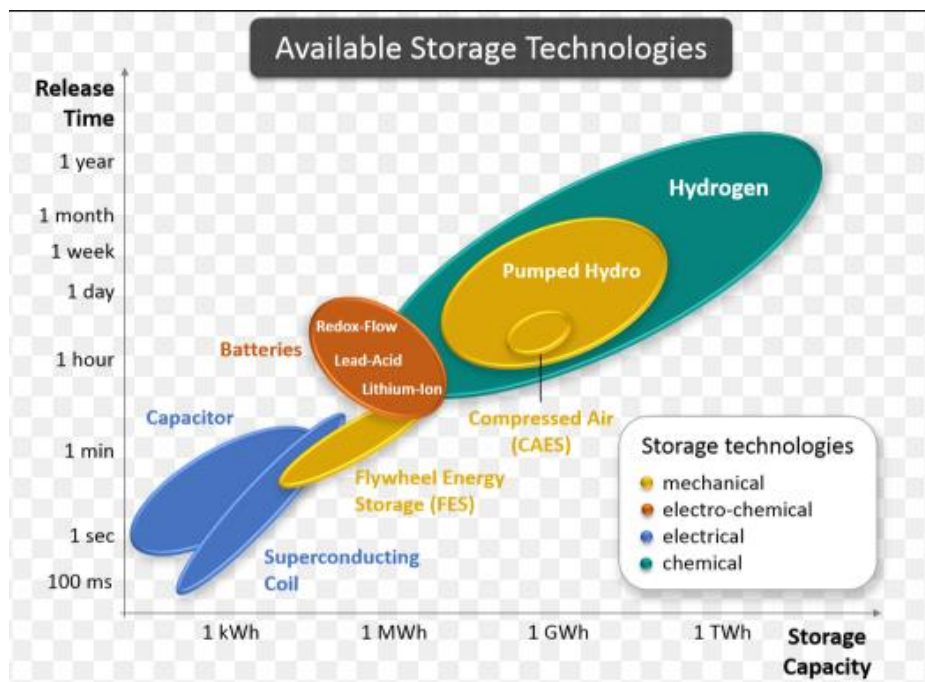 Available Storage Technologies
Release
Time
1 year
1 month
1 week
1 day
1 hour
1 min
1 sec
100 ms
Hydrogen
Pumped Hydro
Redox-Flow
Lead-Acid
Lithium-Ion
Batteries
Capacitor
Compressed Air
(CAES)
Flywheel Energy
Storage (FES)
Superconducting
Coil
Storage technologies
mechanical
electro-chemical
electrical
chemical
1 kWh
1 MWh
1 GWh
1 TWh
Storage
Capacity